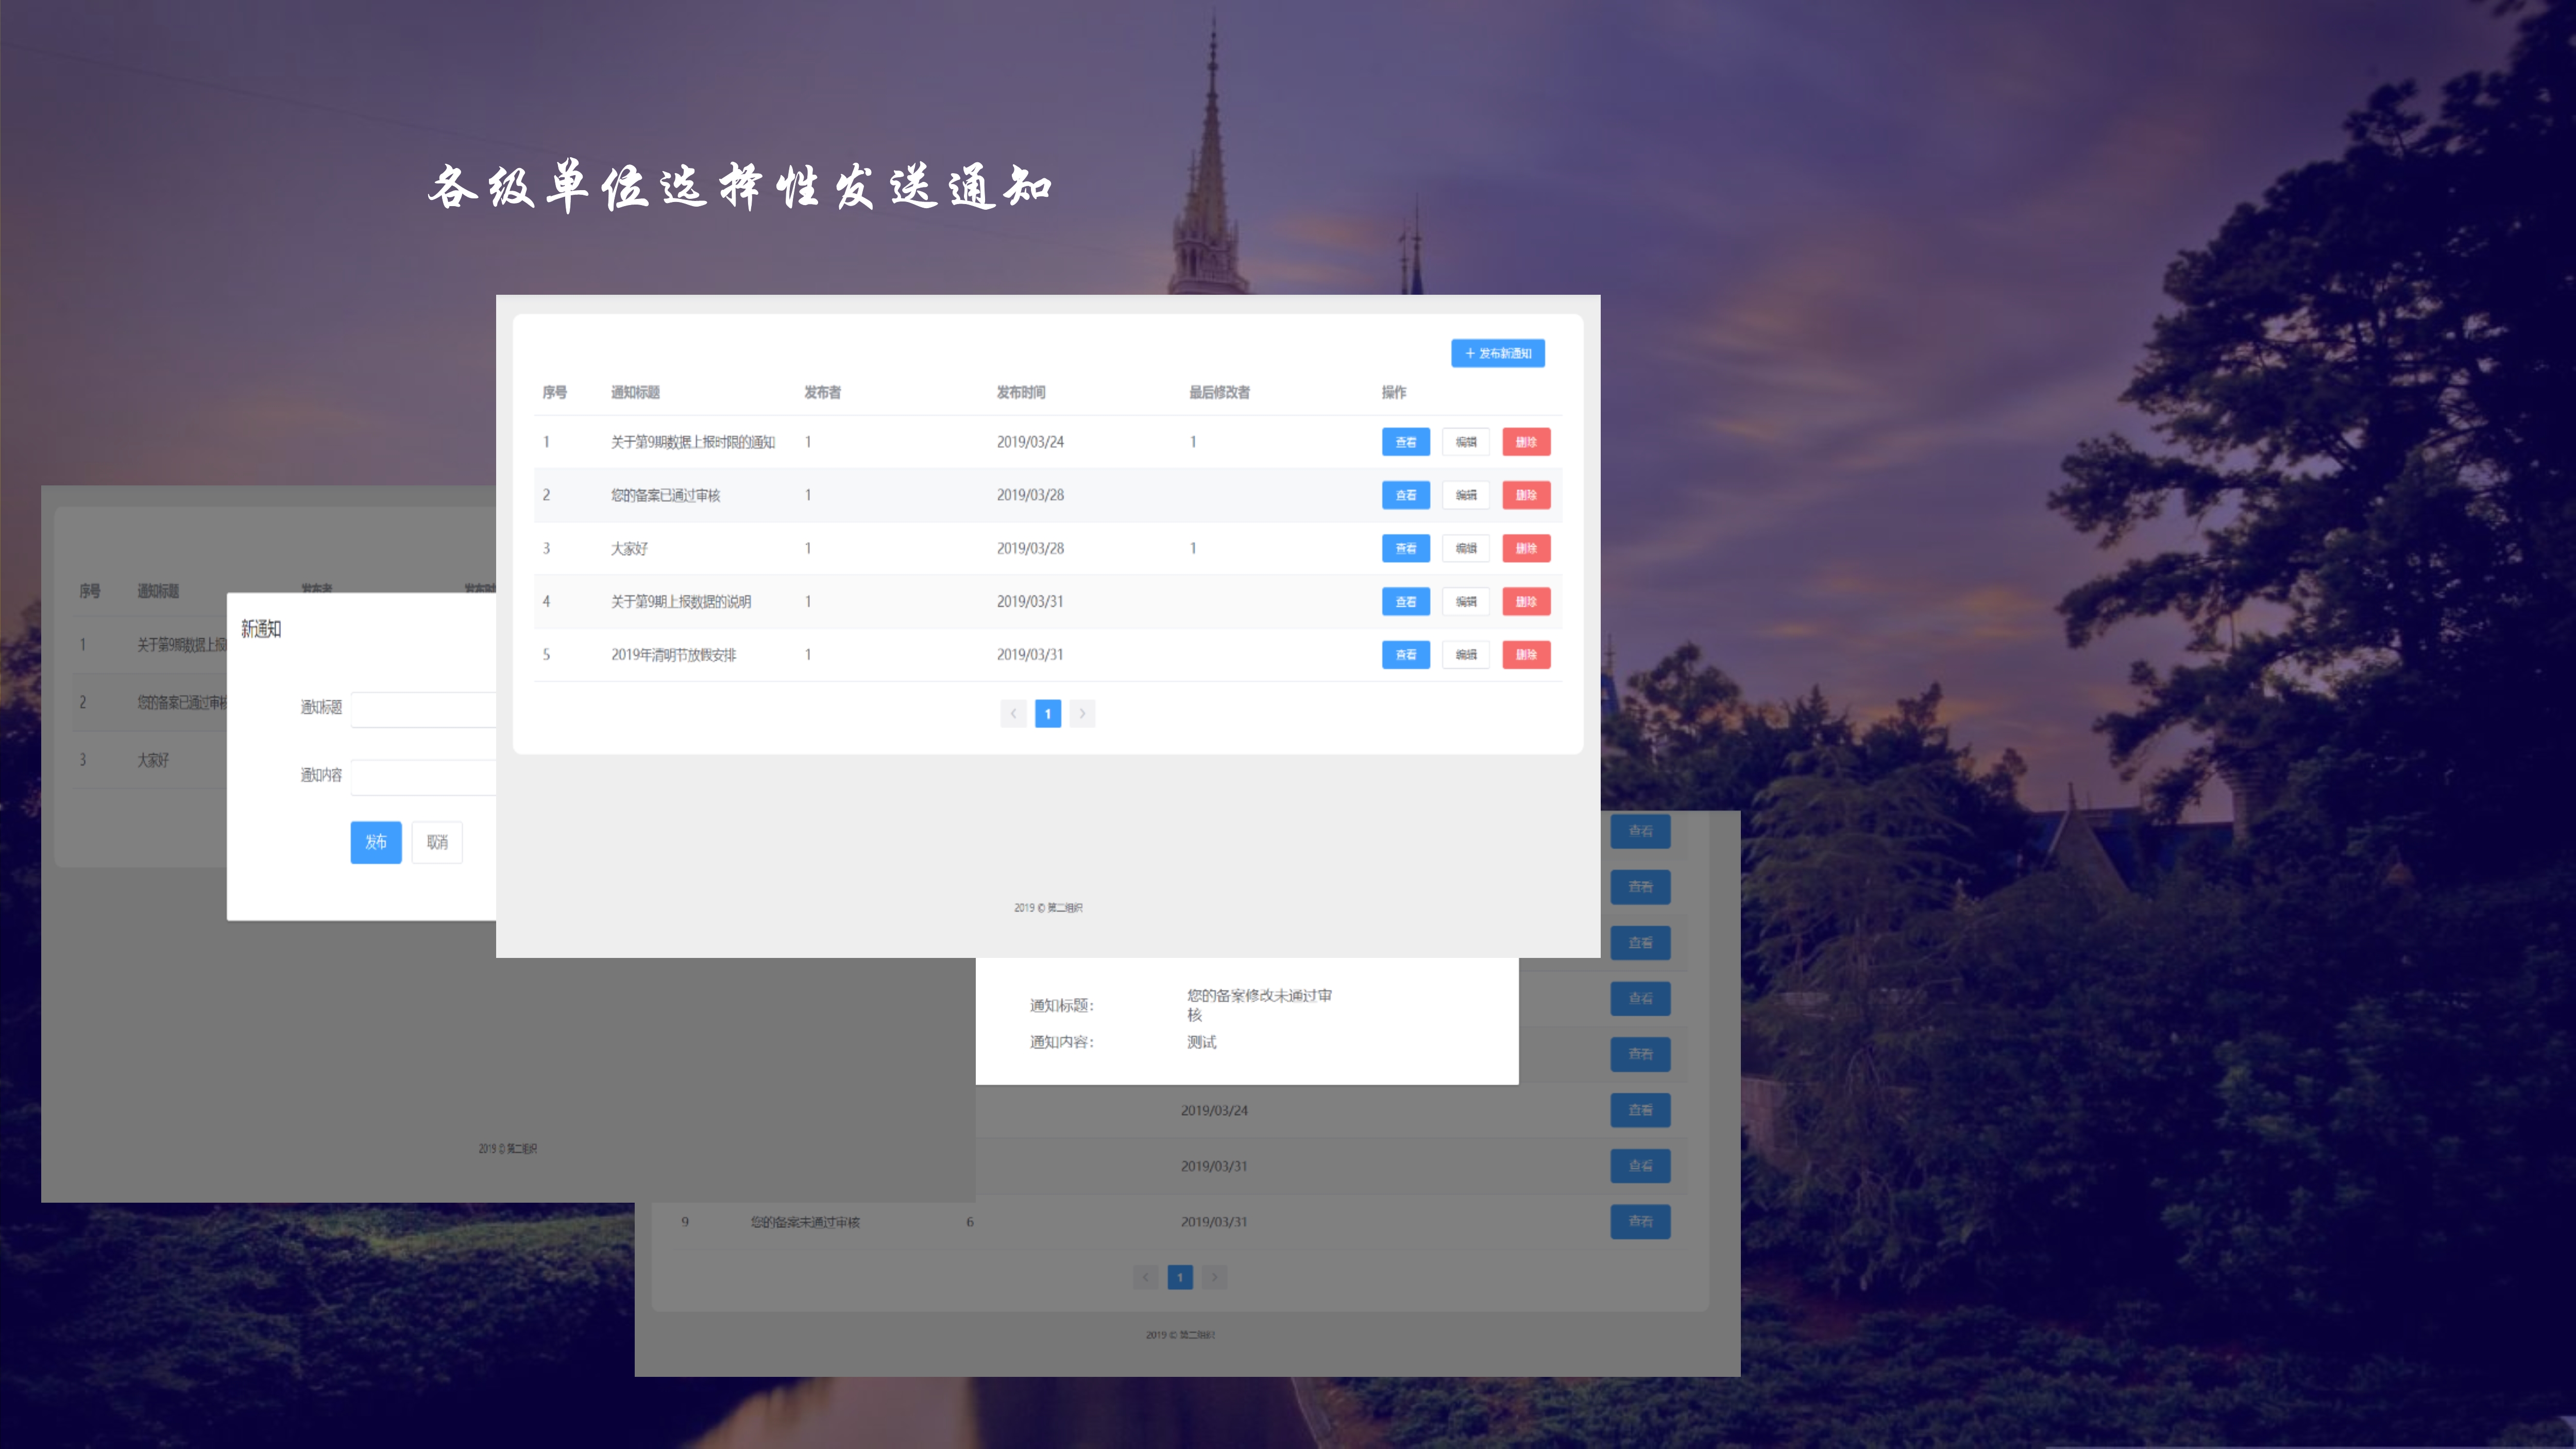 各级单位选择性发送通知
+ 发布新通知
序号 通知标题 发布者 发布时间 最后修改者 操作
1 关于第9期数据上报时限的通知 1 2019/03/24 1 查看 编辑 删除
2 您的备案已通过审核 1 2019/03/28 查看 编辑 删除
3 大家好 1 2019/03/28 1 查看 编辑 删除
4 关于第9期上报数据的说明 1 2019/03/31 查看 编辑 删除
5 2019年清明节放假安排 1 2019/03/31 查看 编辑 删除
< 1 >
2019 © 第二组织
序号 通知标题 发布者 发布时
1 关于第9期数据上报
2 您的备案已通过审核
3 大家好
新通知
通知标题
通知内容
发布 取消
2019 © 第二组织
查看
查看
查看
查看
查看
通知标题: 您的备案修改未通过审
核
通知内容: 测试
2019/03/24 查看
2019/03/31 查看
9 您的备案未通过审核 6 2019/03/31 查看
< 1 >
2019 © 第二组织